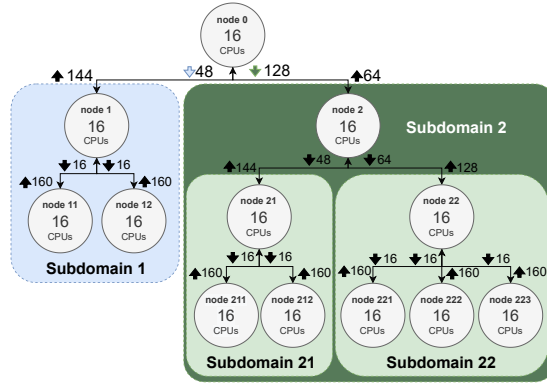 node 0
16
CPUs
144
48
128
64
node 1
16
CPUs
node 2
16
CPUs
Subdomain 2
16
16
160
160
144
48
64
128
node 11
16
CPUs
node 12
16
CPUs
Subdomain 1
node 21
16
CPUs
node 22
16
CPUs
160
16
16
160
160
16
16
160
16
160
node 211
16
CPUs
node 212
16
CPUs
node 221
16
CPUs
node 222
16
CPUs
node 223
16
CPUs
Subdomain 21
Subdomain 22